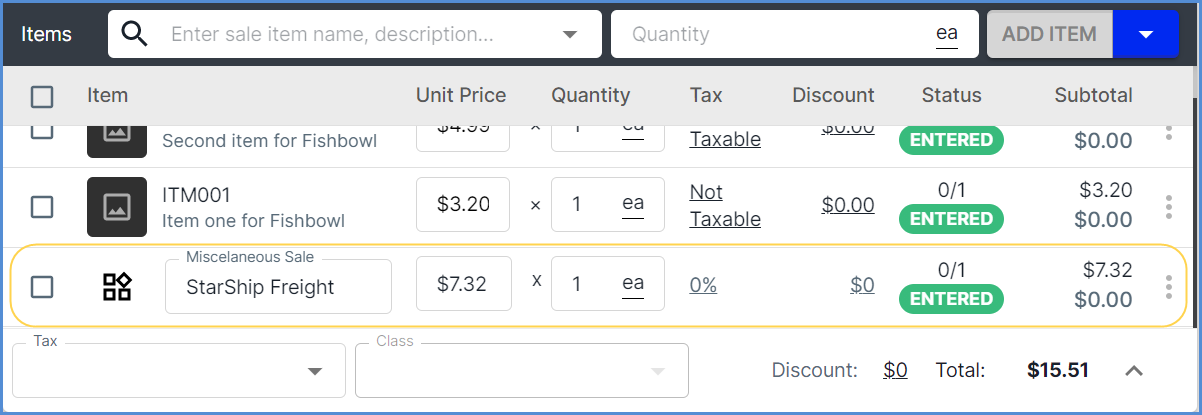 Items
Enter sale item name, description...
Quantity
ea
ADD ITEM
Item Unit Price Quantity Tax Discount Status Subtotal
Second item for Fishbowl
$4.99 × 1 ea
Taxable
$0.00
ENTERED
$0.00
ITM001
Item one for Fishbowl
$3.20 × 1 ea
Not
Taxable
$0.00
0/1
ENTERED
$3.20
$0.00
Miscelaneous Sale
StarShip Freight
$7.32 X 1 ea
0%
$0
0/1
ENTERED
$7.32
$0.00
Tax
Class
Discount: $0 Total: $15.51